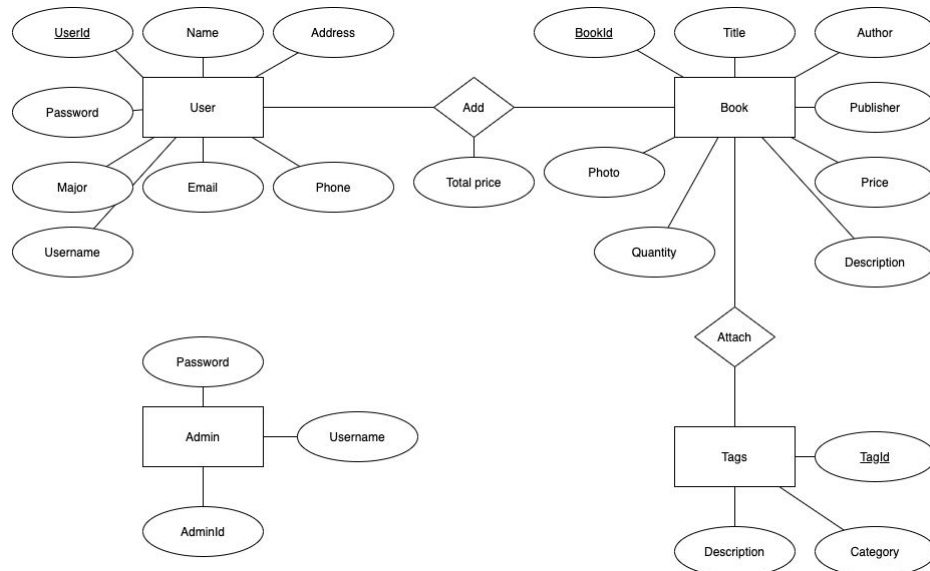 UserId
Name
Address
BookId
Title
Author
Password
User
Add
Book
Publisher
Major
Email
Phone
Total price
Photo
Price
Username
Quantity
Description
Attach
Password
Admin
Username
Tags
TagId
AdminId
Description
Category